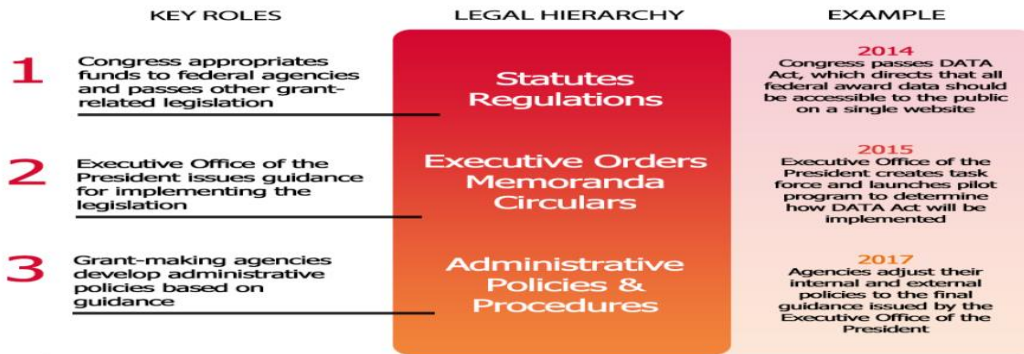 KEY ROLES
LEGAL HIERARCHY
EXAMPLE
1
Congress appropriates
funds to federal agencies
and passes other grant-
related legislation
Statutes
Regulations
2014
Congress passes DATA
Act, which directs that all
federal award data should
be accessible to the public
on a single website
2
Executive Office of the
President issues guidance
for implementing the
legislation
Executive Orders
Memoranda
Circulars
2015
Executive Office of the
President creates task
force and launches pilot
program to determine
how DATA Act will be
implemented
3
Grant-making agencies
develop administrative
policies based on
guidance
Administrative
Policies &
Procedures
2017
Agencies adjust their
internal and external
policies to the final
guidance issued by the
Executive Office of the
President